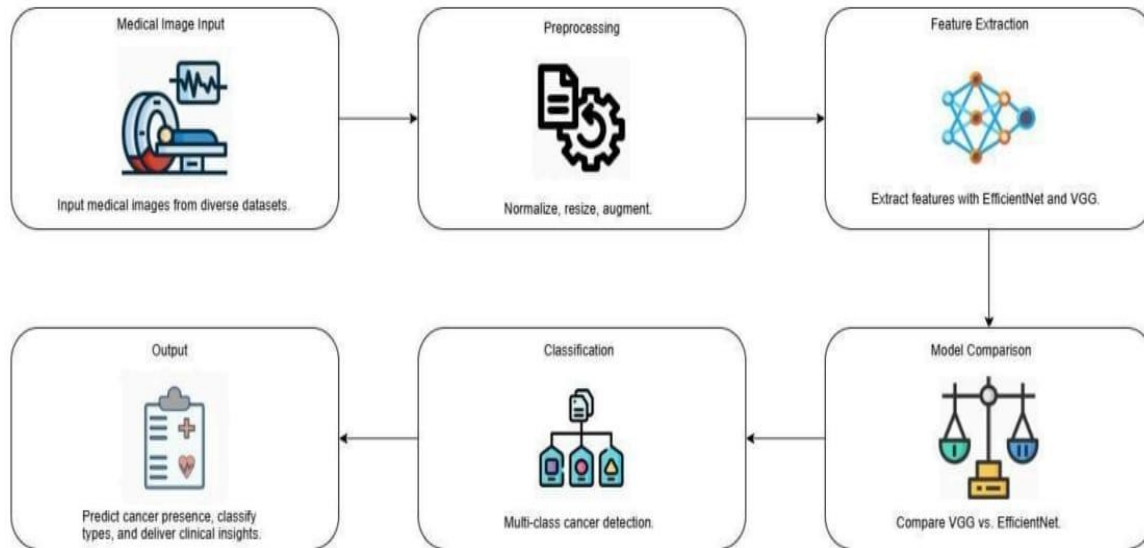 Medical Image Input
Input medical images from diverse datasets.
Preprocessing
Normalize, resize, augment.
Feature Extraction
Extract features with EfficientNet and VGG.
Model Comparison
I II
Compare VGG vs. EfficientNet.
Classification
Multi-class cancer detection.
Output
Predict cancer presence, classify
types, and deliver clinical insights.